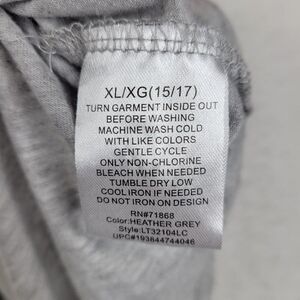 XL/XG(15/17)
TURN GARMENT INSIDE OUT
BEFORE WASHING
MACHINE WASH COLD
WITH LIKE COLORS
GENTLE CYCLE
ONLY NON-CHLORINE
BLEACH WHEN NEEDED
TUMBLE DRY LOW
COOL IRON IF NEEDED
DO NOT IRON ON DESIGN
RN#71868
Color:HEATHER GREY
Style:LT32104LC
UPC#193644744046